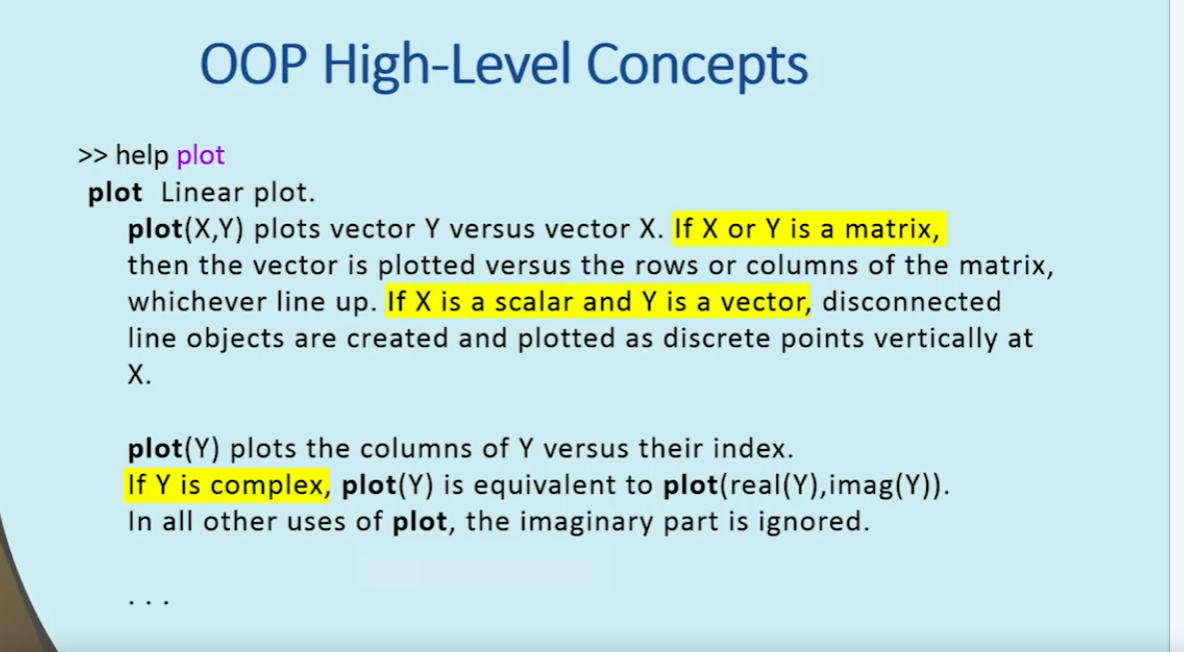 OOP High-Level Concepts
>> help plot
plot Linear plot.
plot(X,Y) plots vector Y versus vector X. If X or Y is a matrix,
then the vector is plotted versus the rows or columns of the matrix,
whichever line up. If X is a scalar and Y is a vector, disconnected
line objects are created and plotted as discrete points vertically at
X.
plot(Y) plots the columns of Y versus their index.
If Y is complex, plot(Y) is equivalent to plot(real(Y),imag(Y)).
In all other uses of plot, the imaginary part is ignored.
. . .